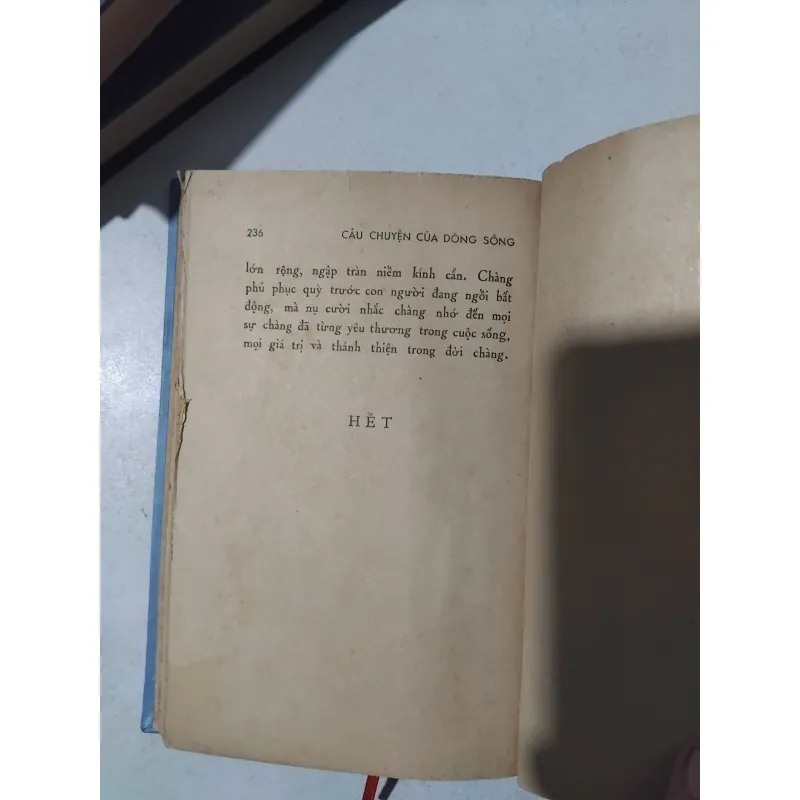 236 CÂU CHUYỆN CỦA DÒNG SÔNG
lớn rộng, ngập tràn niềm kính cẩn. Chàng
phủ phục quỳ trước con người đang ngồi bất
động, mà nụ cười nhắc chàng nhớ đến mọi
sự chàng đã từng yêu thương trong cuộc sống,
mọi giá trị và thánh thiện trong đời chàng.
HẾT